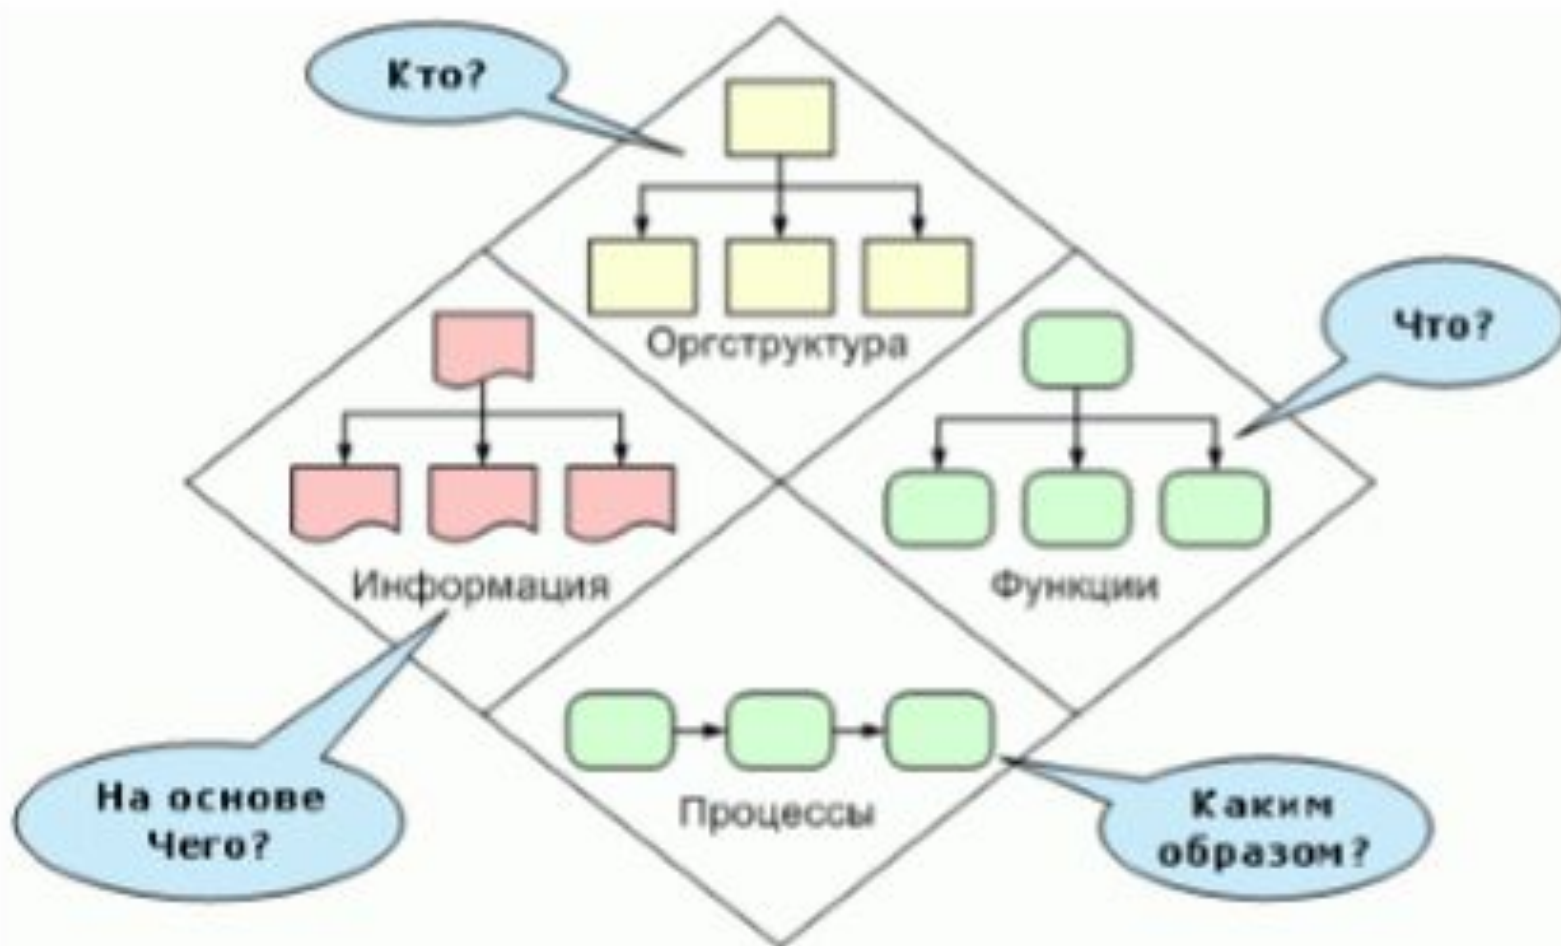 Кто?
Оргструктура
Что?
Информация
Функции
На основе
Чего?
Процессы
Каким
образом?